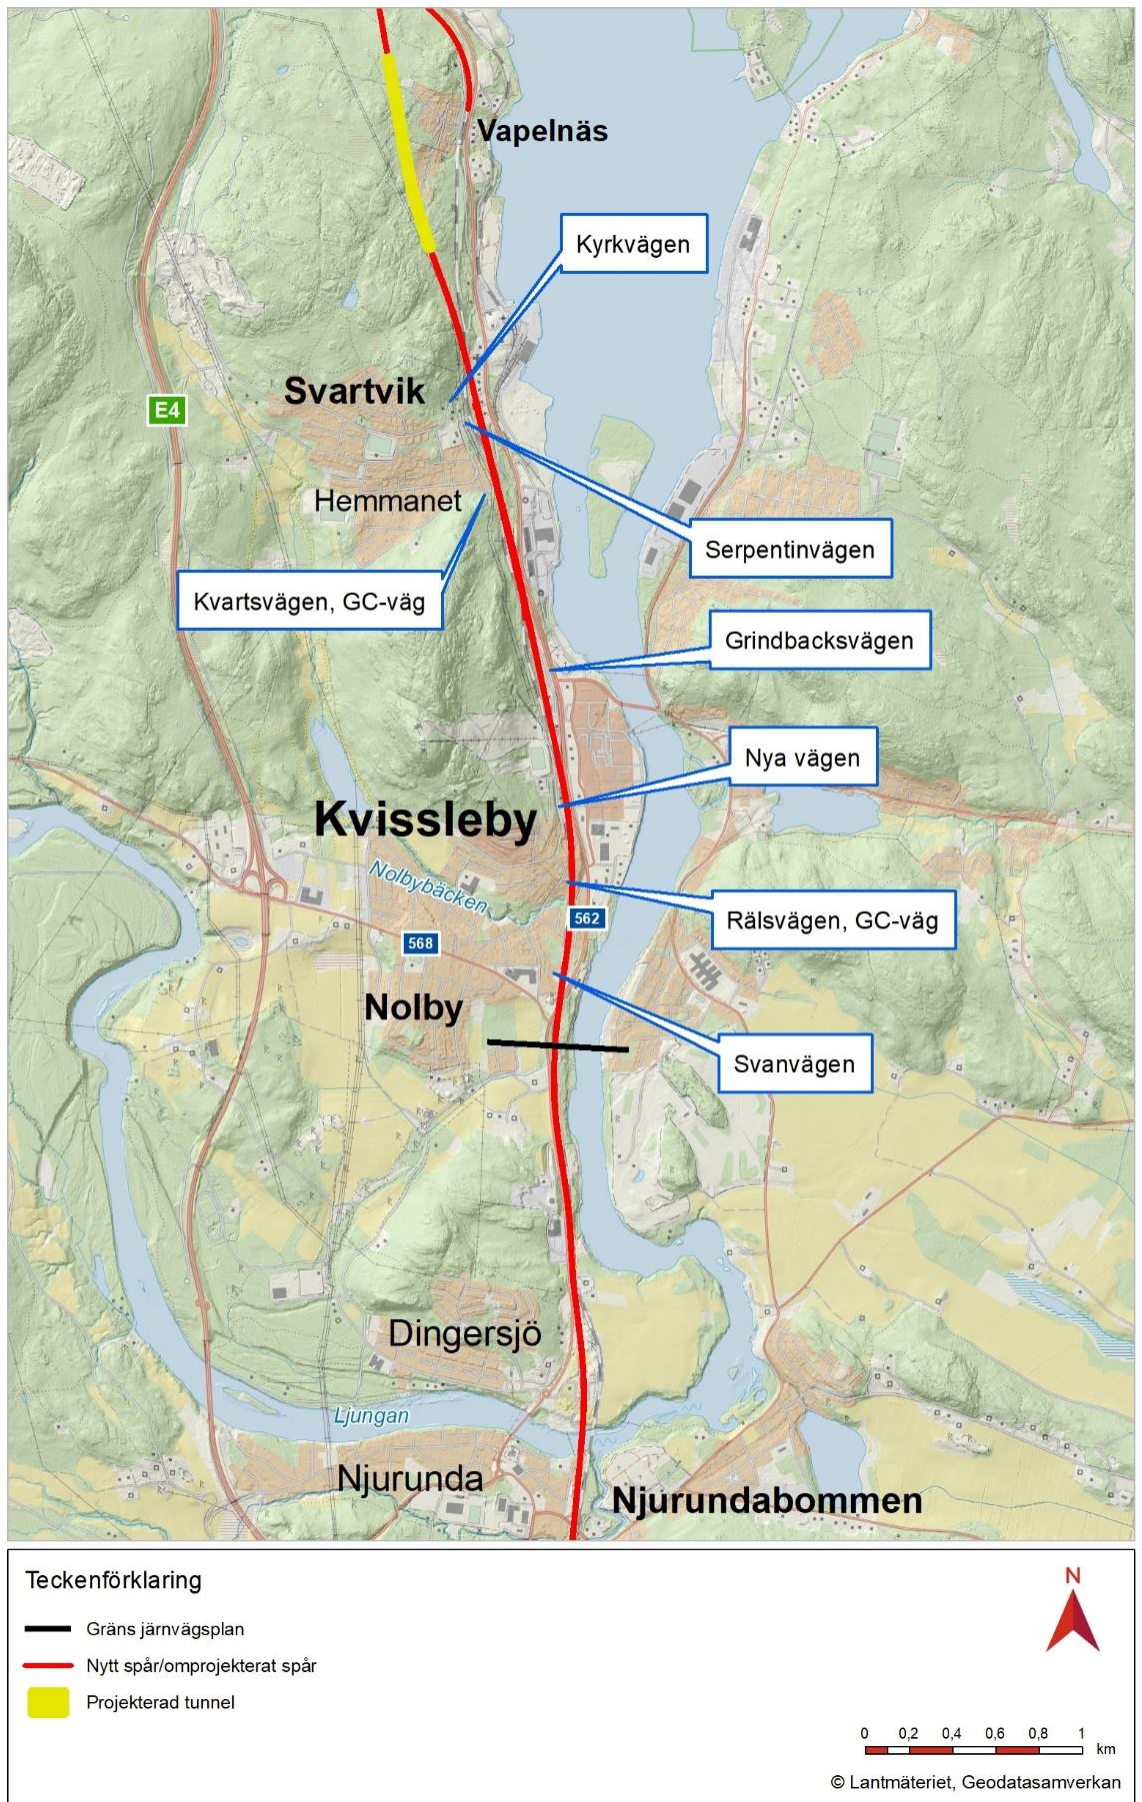 Vapelnäs
Kyrkvägen
Svartvik
E4
Hemmanet
Serpentinvägen
Kvartsvägen, GC-väg
Grindbacksvägen
Nya vägen
Kvissleby
Nolbybäcken
Rälsvägen, GC-väg
562
568
Nolby
Svanvägen
Dingersjö
Ljungan
Njurunda
Njurundabommen
Teckenförklaring
Gräns järnvägsplan
Nytt spår/omprojekterat spår
Projekterad tunnel
N
0 0,2 0,4 0,6 0,8 1
km
© Lantmäteriet, Geodatasamverkan